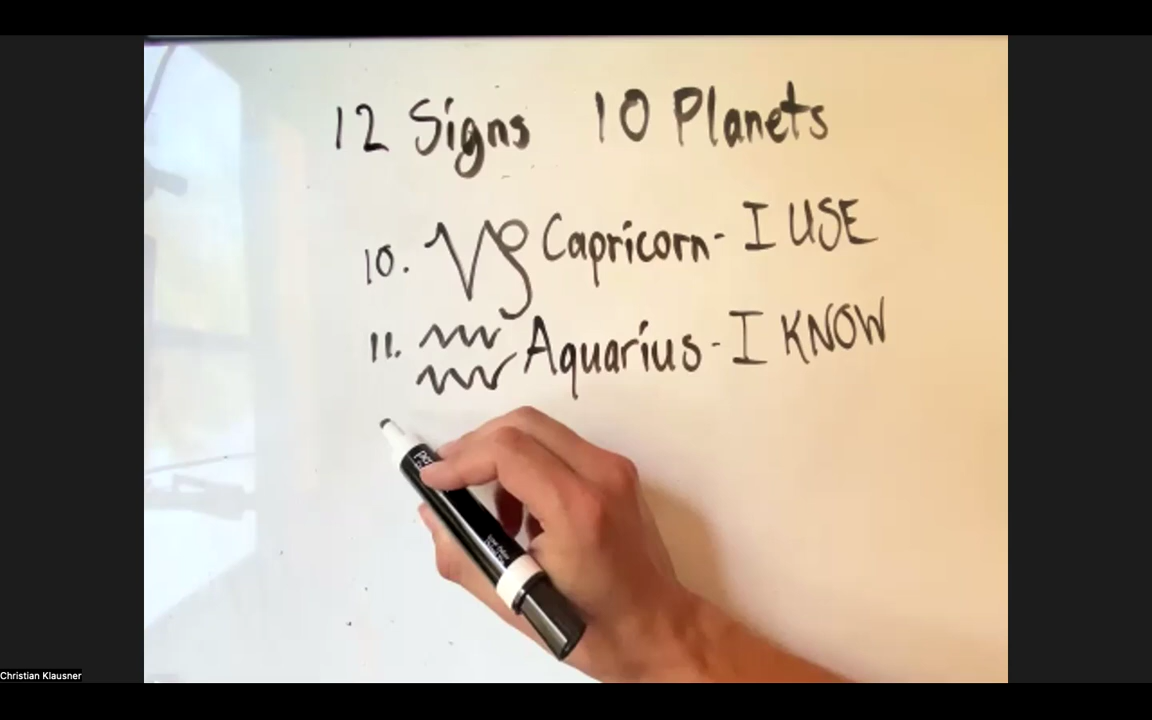 12 Signs 10 Planets
10. ♑ Capricorn - I USE
11. ♒ Aquarius - I KNOW
Christian Klausner